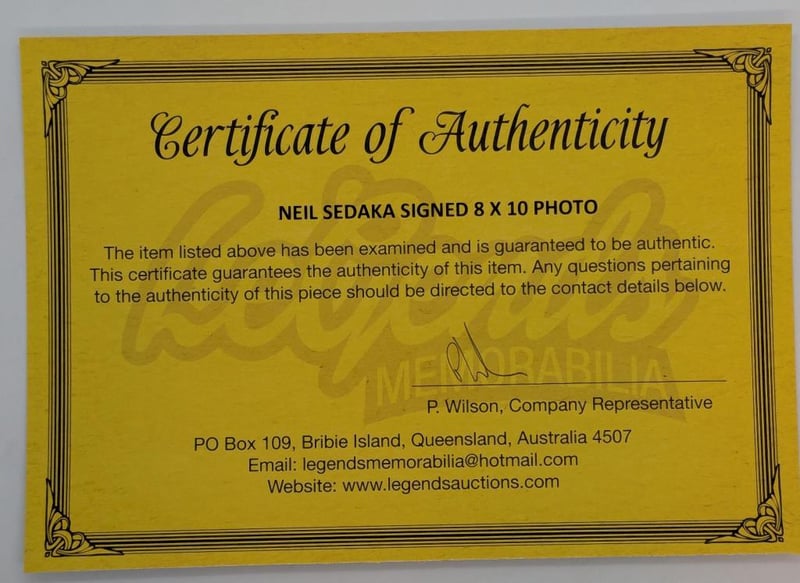 Certificate of Authenticity
NEIL SEDAKA SIGNED 8 X 10 PHOTO
The item listed above has been examined and is guaranteed to be authentic.
This certificate guarantees the authenticity of this item. Any questions pertaining
to the authenticity of this piece should be directed to the contact details below.
Legends
MEMORABILIA
P. Wilson, Company Representative
PO Box 109, Bribie Island, Queensland, Australia 4507
Email: legendsmemorabilia@hotmail.com
Website: www.legendsauctions.com